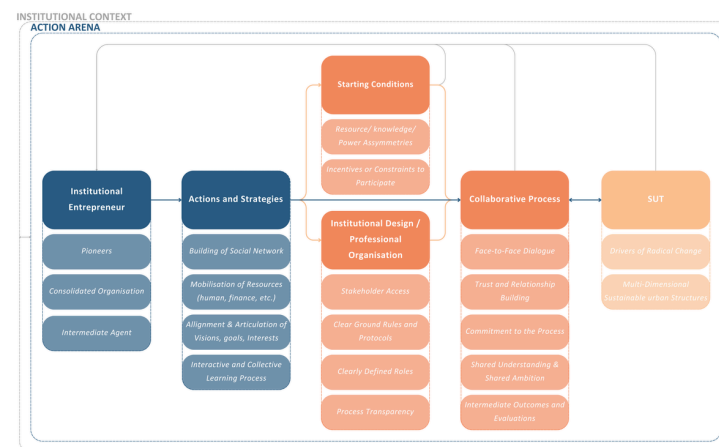 INSTITUTIONAL CONTEXT
ACTION ARENA
Starting Conditions
Resource/ knowledge/
Power Assymmetries
Incentives or Constraints to
Participate
Institutional
Entrepreneur
Pioneers
Consolidated Organisation
Intermediate Agent
Actions and Strategies
Building of Social Network
Mobilisation of Resources
(human, finance, etc.)
Allignment & Articulation of
Visions, goals, Interests
Interactive and Collective
Learning Process
Institutional Design /
Professional
Organisation
Stakeholder Access
Clear Ground Rules and
Protocols
Clearly Defined Roles
Process Transparency
Collaborative Process
Face-to-Face Dialogue
Trust and Relationship
Building
Commitment to the Process
Shared Understanding &
Shared Ambition
Intermediate Outcomes and
Evaluations
SUT
Drivers of Radical Change
Multi-Dimensional
Sustainable urban Structures